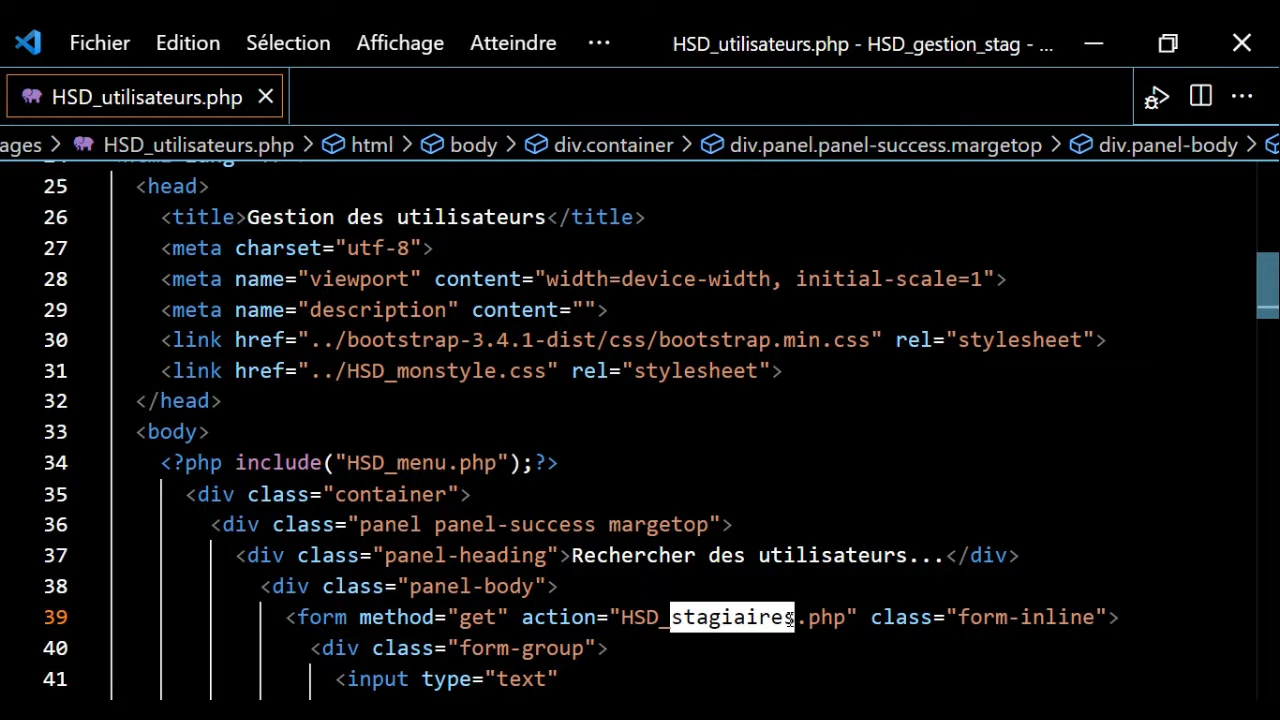 Fichier Edition Sélection Affichage Atteindre ··· HSD_utilisateurs.php - HSD_gestion_stag - ...
HSD_utilisateurs.php
ages > HSD_utilisateurs.php > html > body > div.container > div.panel.panel-success.margetop > div.panel-body >
25 <head>
26 <title>Gestion des utilisateurs</title>
27 <meta charset="utf-8">
28 <meta name="viewport" content="width=device-width, initial-scale=1">
29 <meta name="description" content="">
30 <link href="../bootstrap-3.4.1-dist/css/bootstrap.min.css" rel="stylesheet">
31 <link href="../HSD_monstyle.css" rel="stylesheet">
32 </head>
33 <body>
34 <?php include("HSD_menu.php");?>
35 <div class="container">
36 <div class="panel panel-success margetop">
37 <div class="panel-heading">Rechercher des utilisateurs...</div>
38 <div class="panel-body">
39 <form method="get" action="HSD_stagiaires.php" class="form-inline">
40 <div class="form-group">
41 <input type="text"